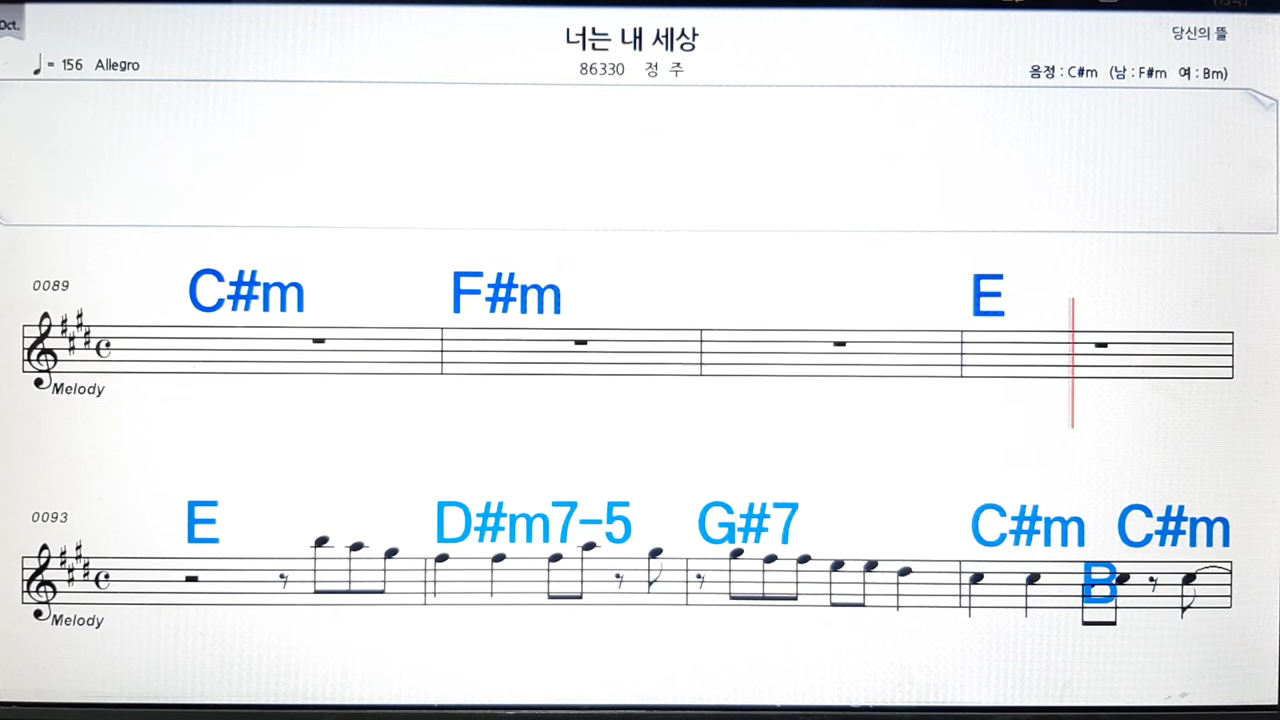 Oct.
너는 내 세상
당신의 뜰
♩= 156 Allegro
86330 정 주
음정 : C#m (남 : F#m 여 : Bm)
0089
C#m F#m E
Melody
0093
E D#m7-5 G#7 C#m B C#m
Melody